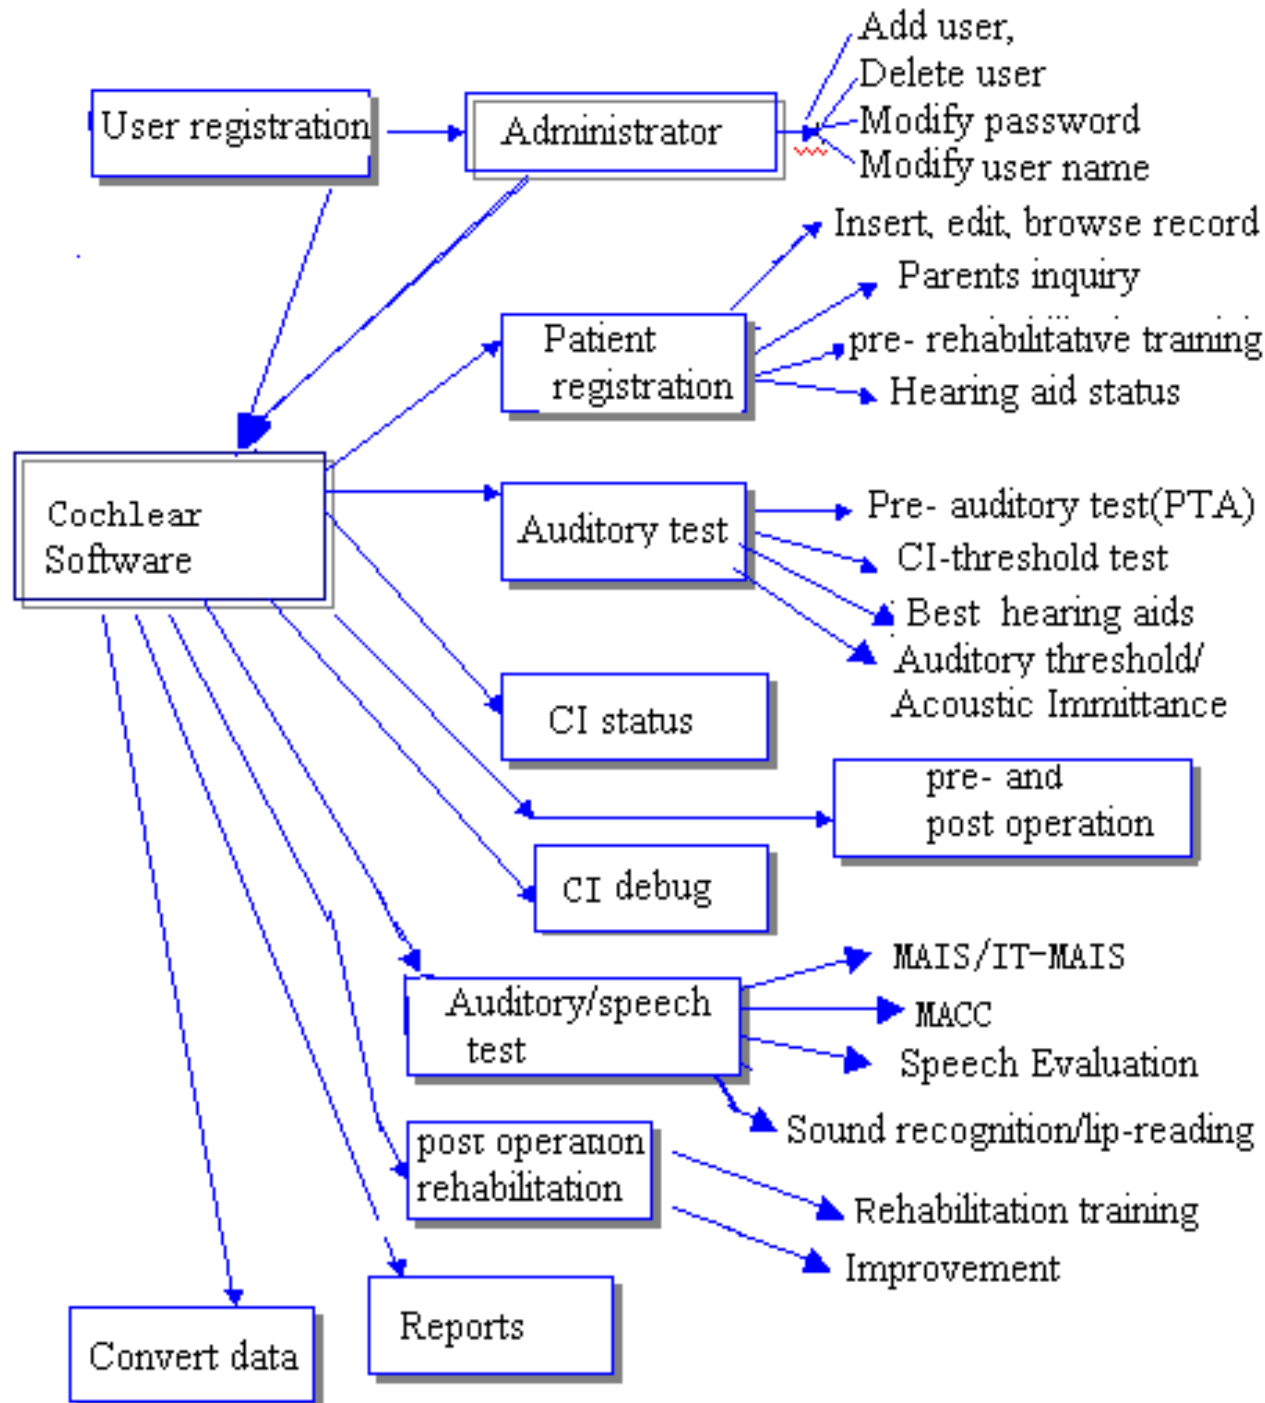 Add user,
Delete user
User registration
Administrator
Modify password
Modify user name
Insert, edit, browse record
Parents inquiry
Patient
registration
pre- rehabilitative training
Hearing aid status
Cochlear
Software
Auditory test
Pre- auditory test(PTA)
CI-threshold test
Best hearing aids
Auditory threshold/
Acoustic Immittance
CI status
pre- and
post operation
CI debug
Auditory/speech
test
MAIS/IT-MAIS
MACC
Speech Evaluation
Sound recognition/lip-reading
post operation
rehabilitation
Rehabilitation training
Improvement
Reports
Convert data